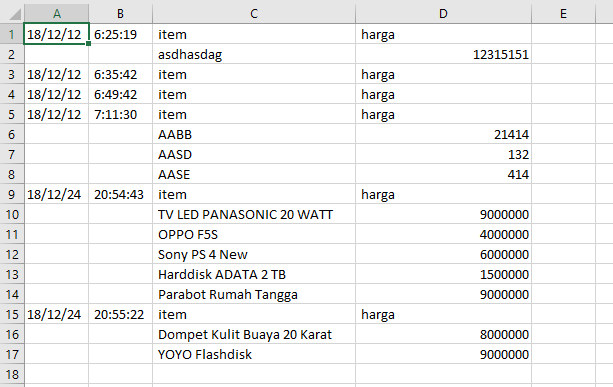 A B C D E
1 18/12/12 6:25:19 item harga
2 asdhasdag 12315151
3 18/12/12 6:35:42 item harga
4 18/12/12 6:49:42 item harga
5 18/12/12 7:11:30 item harga
6 AABB 21414
7 AASD 132
8 AASE 414
9 18/12/24 20:54:43 item harga
10 TV LED PANASONIC 20 WATT 9000000
11 OPPO F5S 4000000
12 Sony PS 4 New 6000000
13 Harddisk ADATA 2 TB 1500000
14 Parabot Rumah Tangga 9000000
15 18/12/24 20:55:22 item harga
16 Dompet Kulit Buaya 20 Karat 8000000
17 YOYO Flashdisk 9000000
18